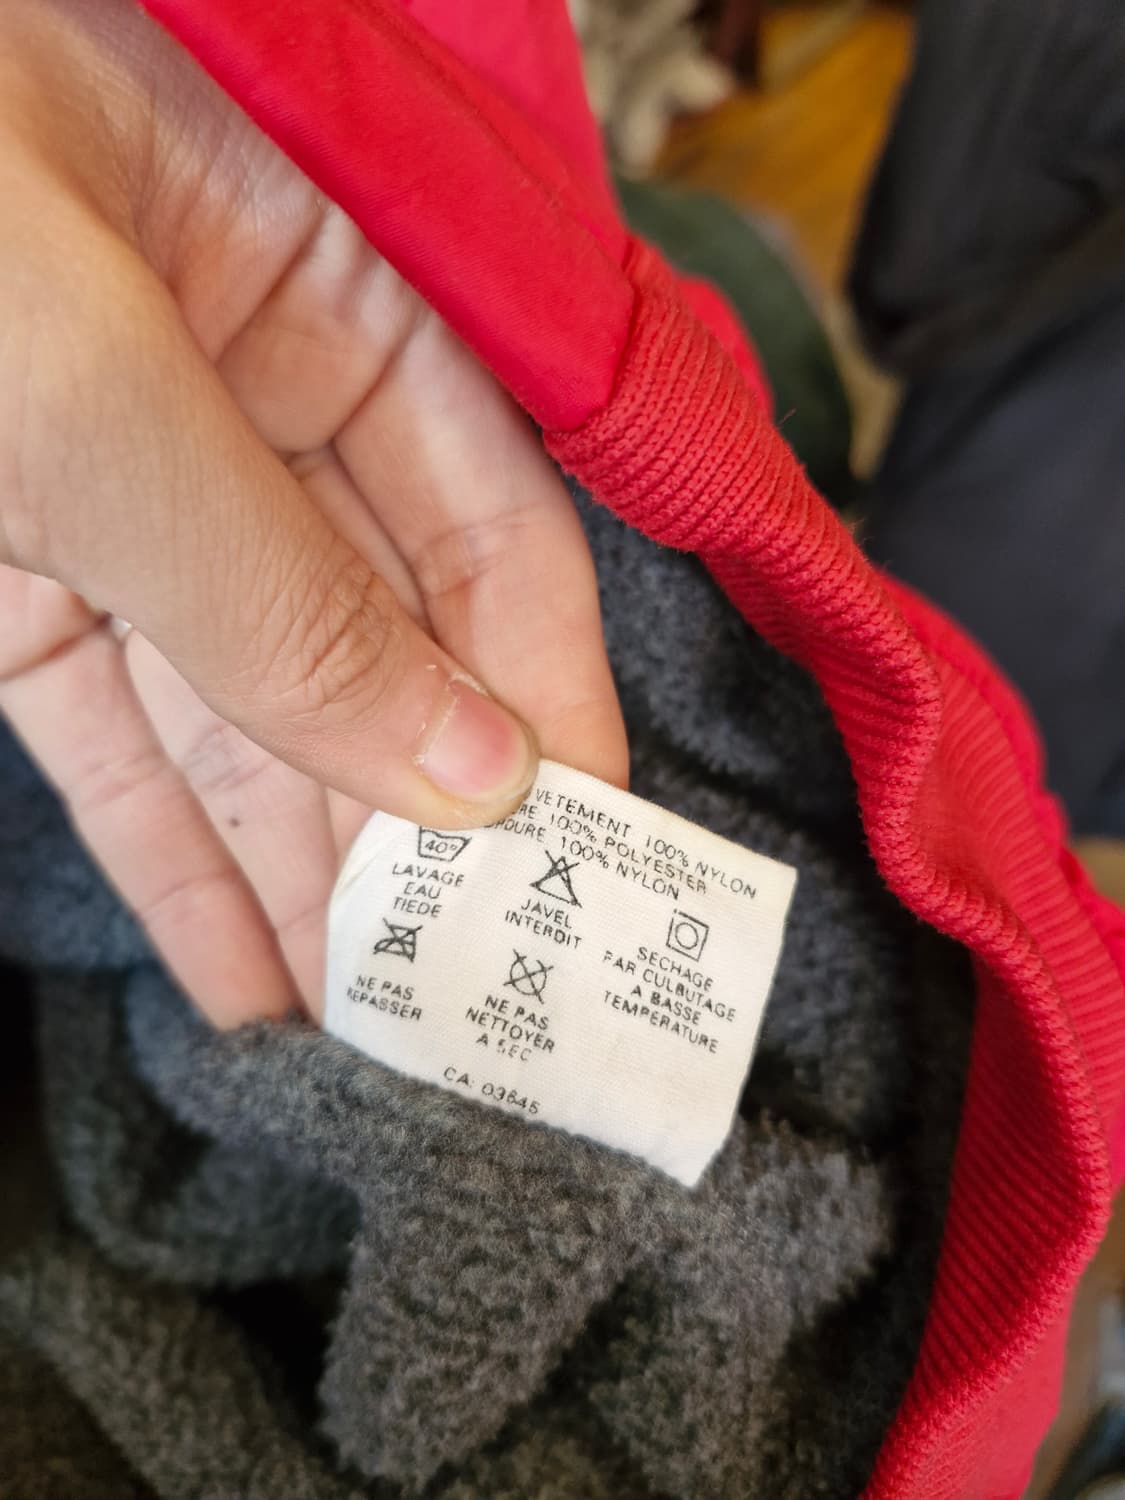 VETEMENT 100% NYLON
100% POLYESTER
100% NYLON
40°
LAVAGE
EAU
TIEDE
JAVEL
INTERDIT
SECHAGE
PAR CULBUTAGE
A BASSE
TEMPERATURE
NE PAS
REPASSER
NE PAS
NETTOYER
A SEC
CA: 03645